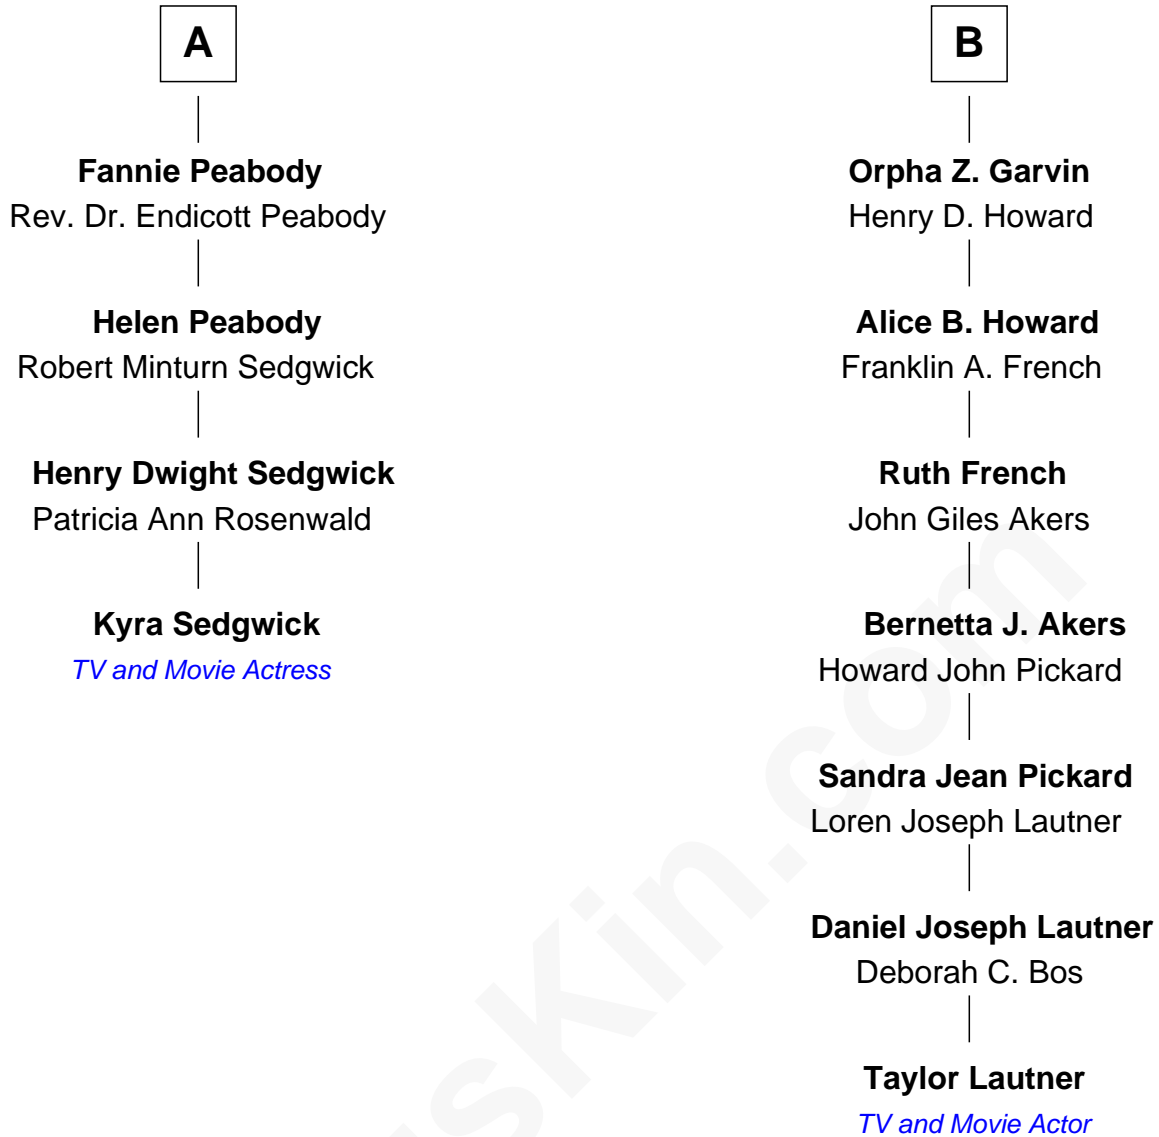 A
Fannie Peabody
Rev. Dr. Endicott Peabody
Helen Peabody
Robert Minturn Sedgwick
Henry Dwight Sedgwick
Patricia Ann Rosenwald
Kyra Sedgwick
TV and Movie Actress
B
Orpha Z. Garvin
Henry D. Howard
Alice B. Howard
Franklin A. French
Ruth French
John Giles Akers
Bernetta J. Akers
Howard John Pickard
Sandra Jean Pickard
Loren Joseph Lautner
Daniel Joseph Lautner
Deborah C. Bos
Taylor Lautner
TV and Movie Actor